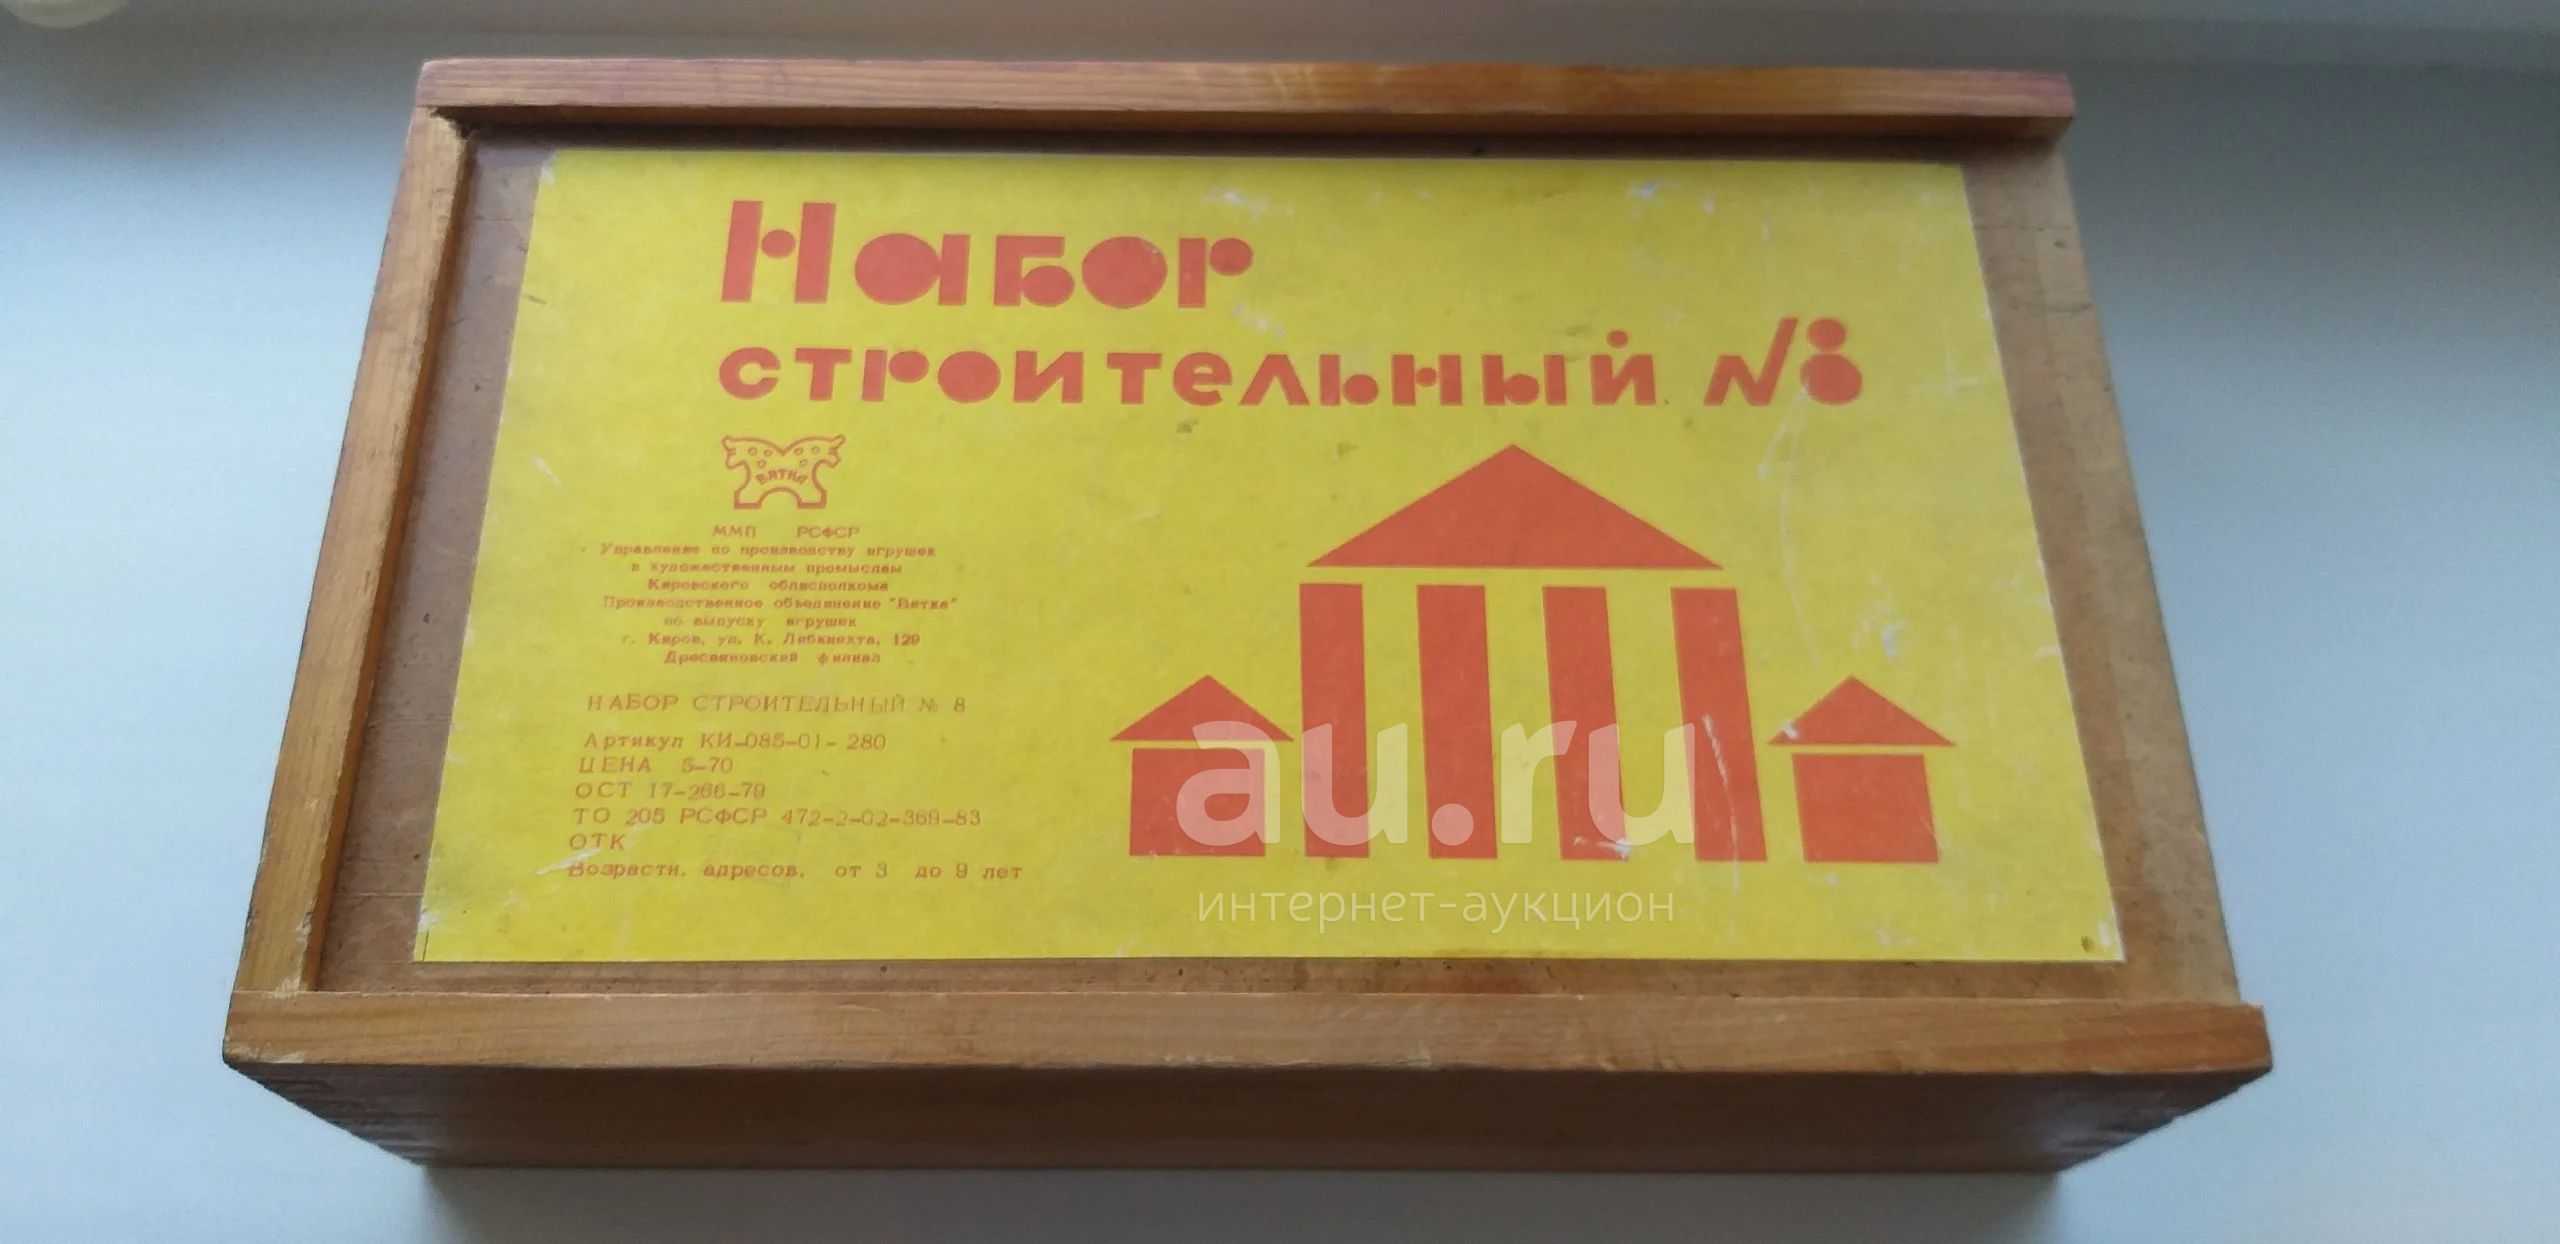 Набор
строительный №8
ВЯТКА
ММП РСФСР
Управление по производству игрушек
и художественным промыслам
Кировского облисполкома
Производственное объединение "Вятка"
по выпуску игрушек
г. Киров, ул. К. Либкнехта, 129
Дресвяновский филиал
НАБОР СТРОИТЕЛЬНЫЙ № 8
Артикул КИ-085-01-280
ЦЕНА 5-70
ОСТ 17-266-79
ТО 205 РСФСР 472-2-02-369-83
ОТК
Возрастн. адресов. от 3 до 9 лет
au.ru
интернет-аукцион